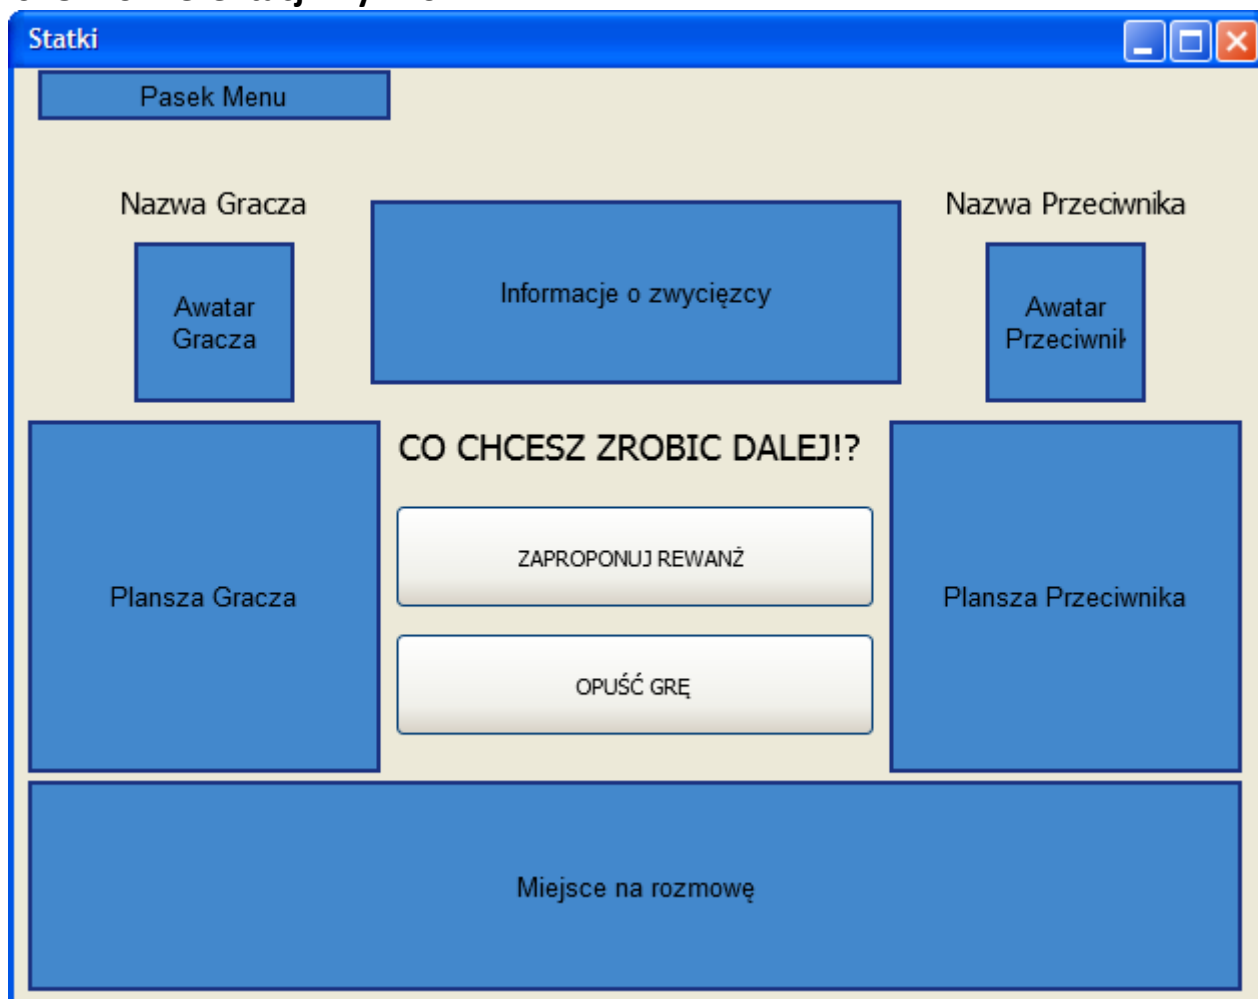 Statki
Pasek Menu
Nazwa Gracza
Nazwa Przeciwnika
Informacje o zwycięzcy
Awatar
Gracza
Awatar
Przeciwnik
CO CHCESZ ZROBIC DALEJ!?
ZAPROPONUJ REWANŻ
Plansza Gracza
Plansza Przeciwnika
OPUŚĆ GRĘ
Miejsce na rozmowę